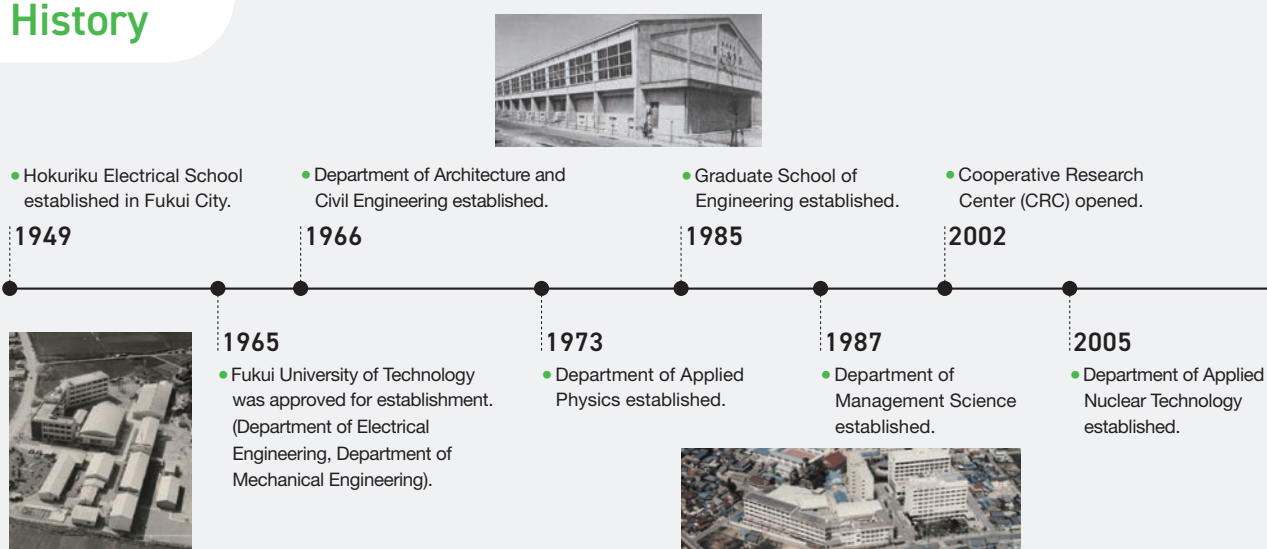 History
• Hokuriku Electrical School
established in Fukui City.
1949
• Department of Architecture and
Civil Engineering established.
1966
• Graduate School of
Engineering established.
1985
• Cooperative Research
Center (CRC) opened.
2002
1965
• Fukui University of Technology
was approved for establishment.
(Department of Electrical
Engineering, Department of
Mechanical Engineering).
1973
• Department of Applied
Physics established.
1987
• Department of
Management Science
established.
2005
• Department of Applied
Nuclear Technology
established.